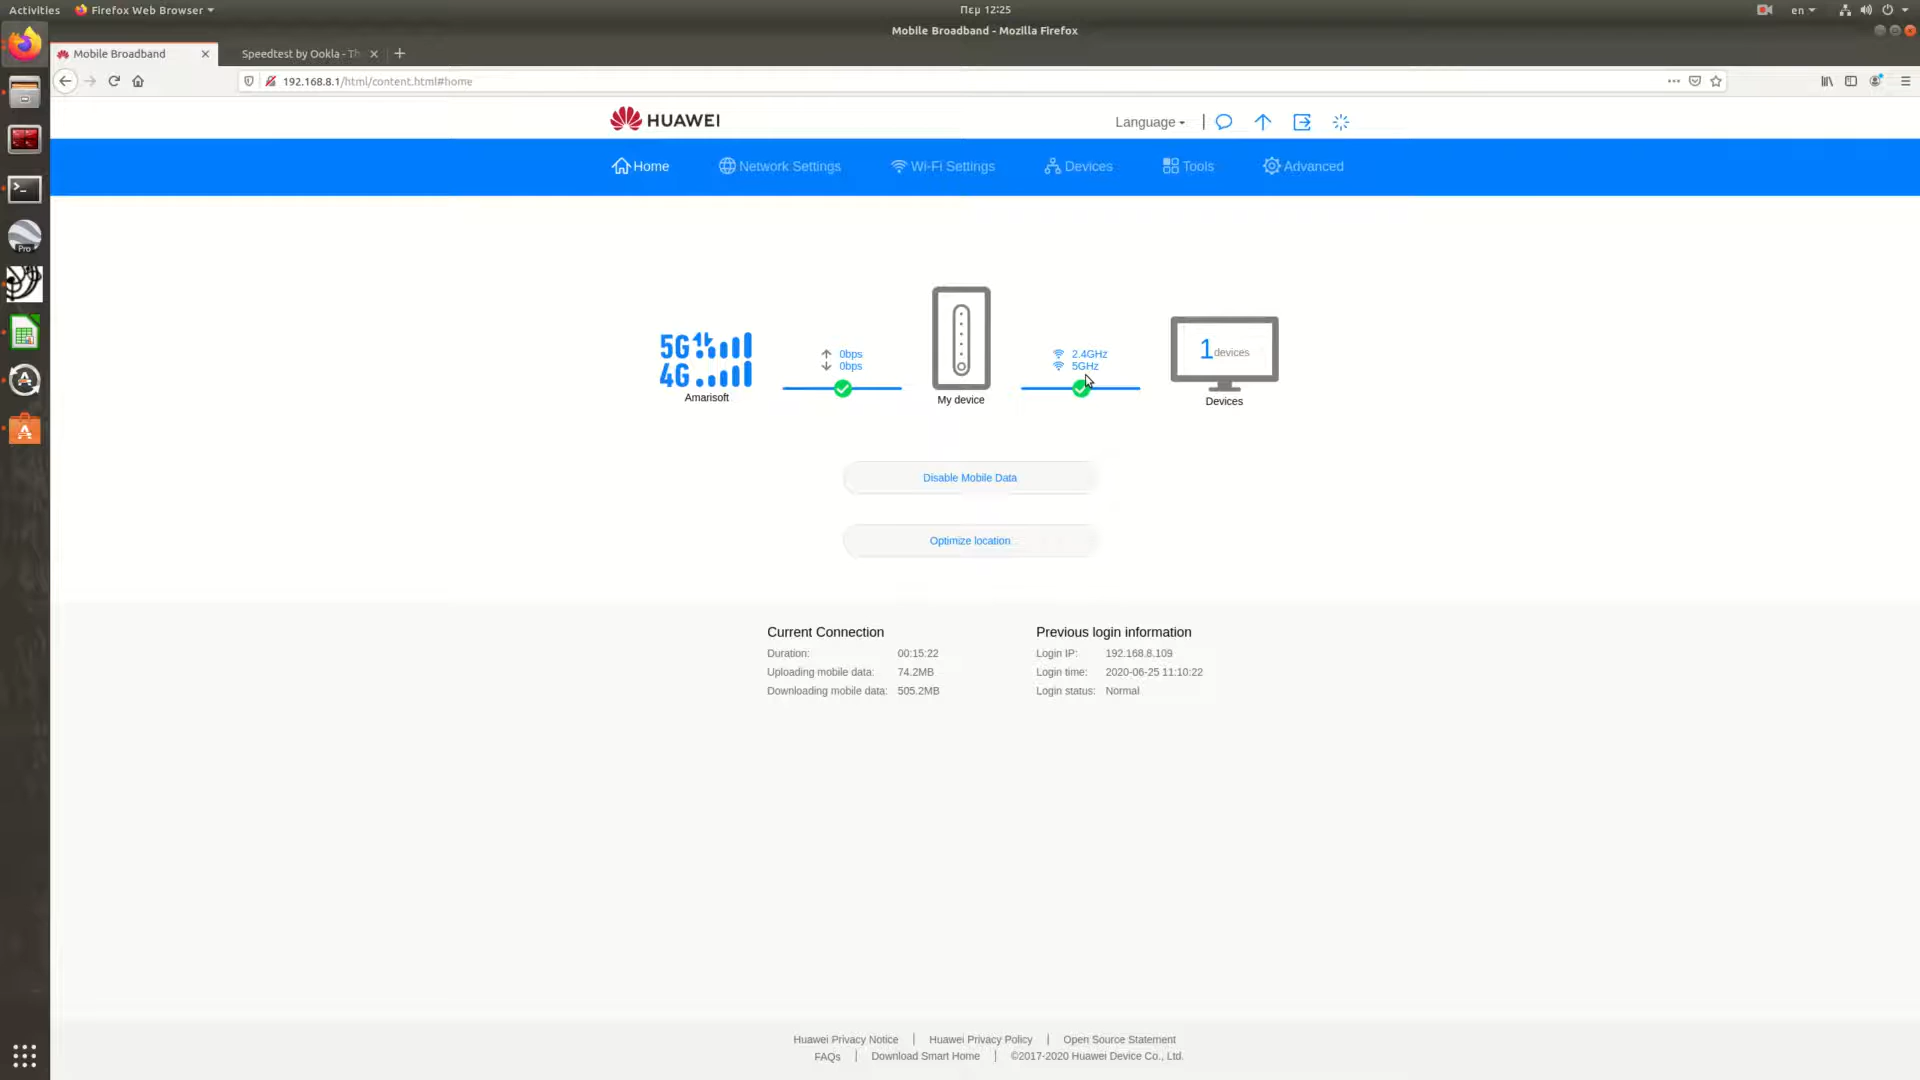 Activities
Firefox Web Browser
Περ 12:25
en
Mobile Broadband - Mozilla Firefox
Mobile Broadband
Speedtest by Ookla - Th
192.168.8.1/html/content.html#home
HUAWEI
Language
Home
Network Settings
Wi-Fi Settings
Devices
Tools
Advanced
Pro
5G
4G
Amarisoft
0bps
0bps
My device
2.4GHz
5GHz
1 devices
Devices
Disable Mobile Data
Optimize location
Current Connection
Duration: 00:15:22
Uploading mobile data: 74.2MB
Downloading mobile data: 505.2MB
Previous login information
Login IP: 192.168.8.109
Login time: 2020-06-25 11:10:22
Login status: Normal
Huawei Privacy Notice | Huawei Privacy Policy | Open Source Statement
FAQs | Download Smart Home | ©2017-2020 Huawei Device Co., Ltd.